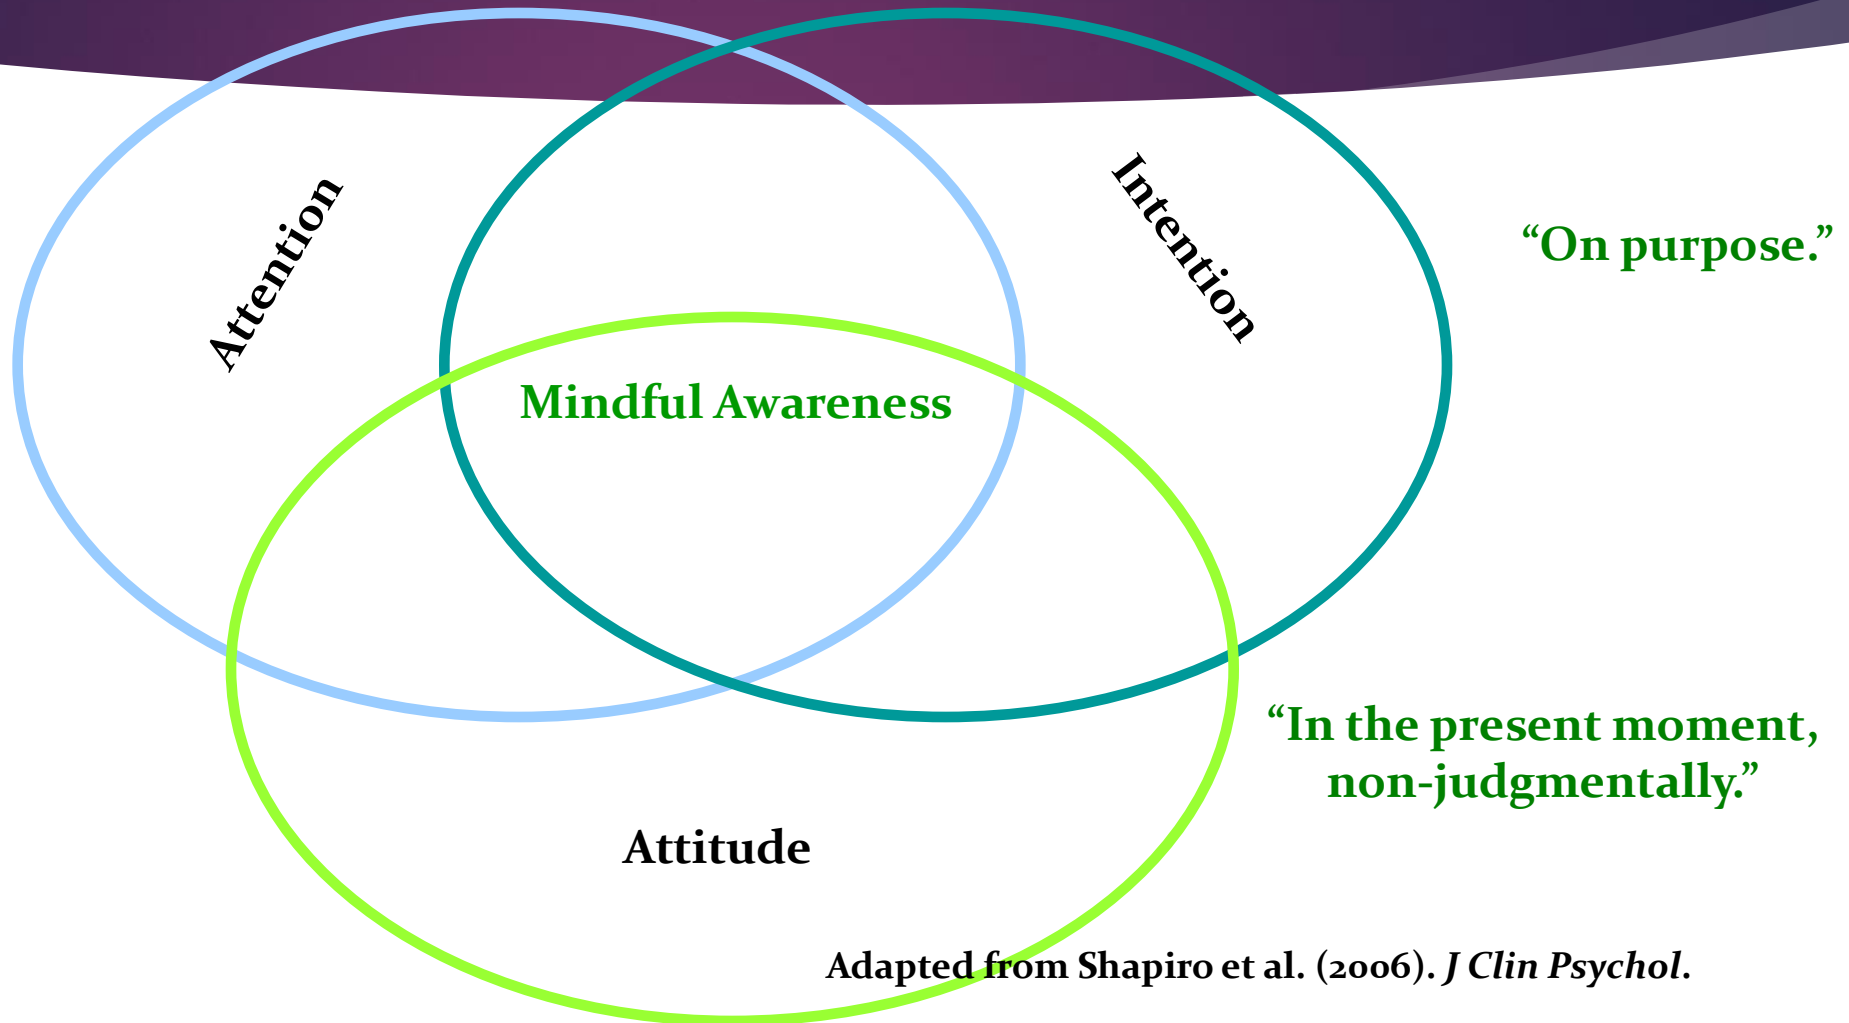 Attention
Intention
“On purpose.”
Mindful Awareness
“In the present moment,
non-judgmentally.”
Attitude
Adapted from Shapiro et al. (2006). J Clin Psychol.